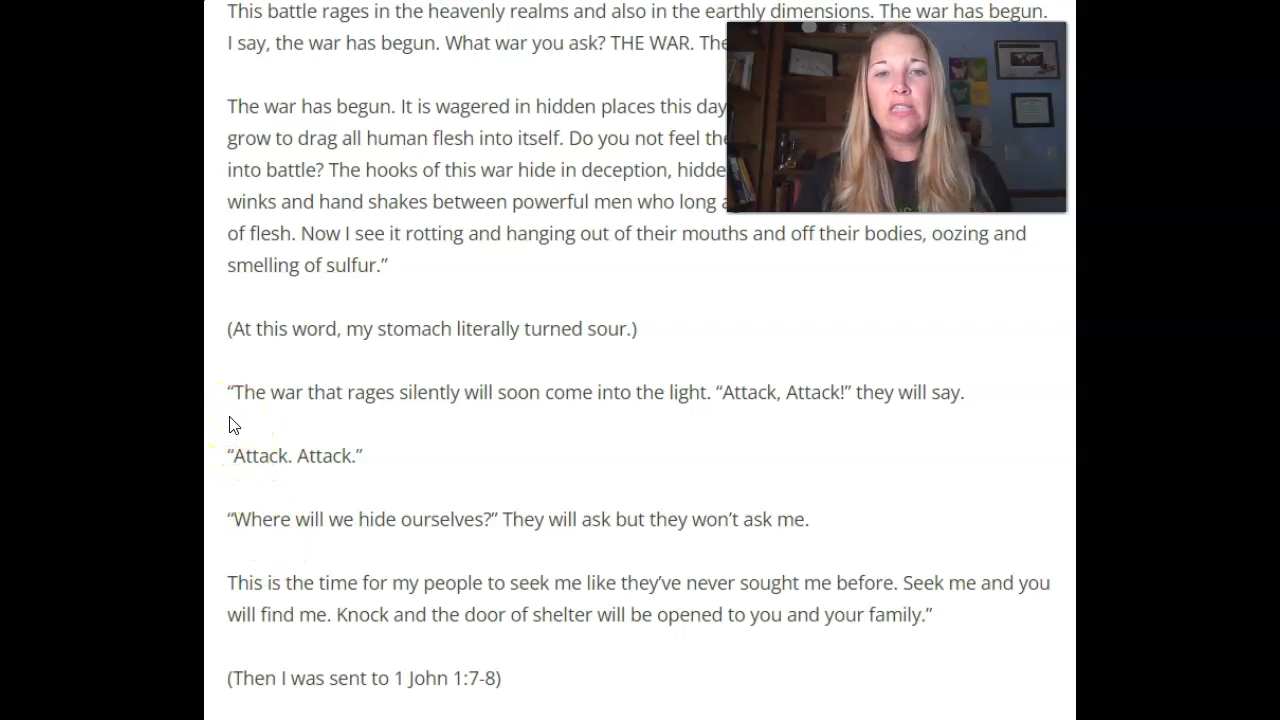 This battle rages in the heavenly realms and also in the earthly dimensions. The war has begun.
I say, the war has begun. What war you ask? THE WAR. The
The war has begun. It is wagered in hidden places this day
grow to drag all human flesh into itself. Do you not feel the
into battle? The hooks of this war hide in deception, hidde
winks and hand shakes between powerful men who long a
of flesh. Now I see it rotting and hanging out of their mouths and off their bodies, oozing and
smelling of sulfur.”
(At this word, my stomach literally turned sour.)
“The war that rages silently will soon come into the light. “Attack, Attack!” they will say.
“Attack. Attack.”
“Where will we hide ourselves?” They will ask but they won’t ask me.
This is the time for my people to seek me like they’ve never sought me before. Seek me and you
will find me. Knock and the door of shelter will be opened to you and your family.”
(Then I was sent to 1 John 1:7-8)